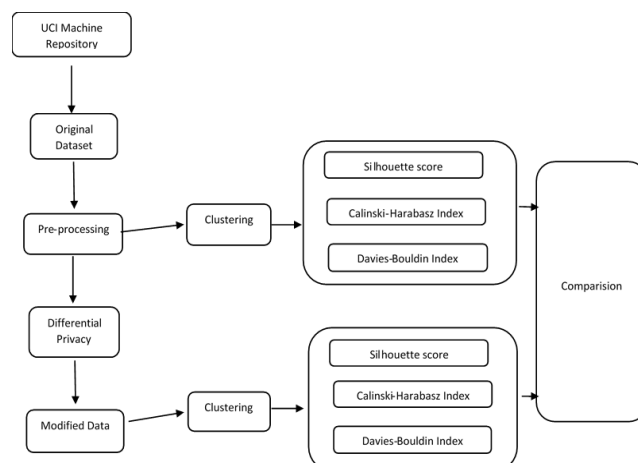 UCI Machine
Repository
Original
Dataset
Pre-processing
Differential
Privacy
Modified Data
Clustering
Silhouette score
Calinski-Harabasz Index
Davies-Bouldin Index
Clustering
Silhouette score
Calinski-Harabasz Index
Davies-Bouldin Index
Comparision